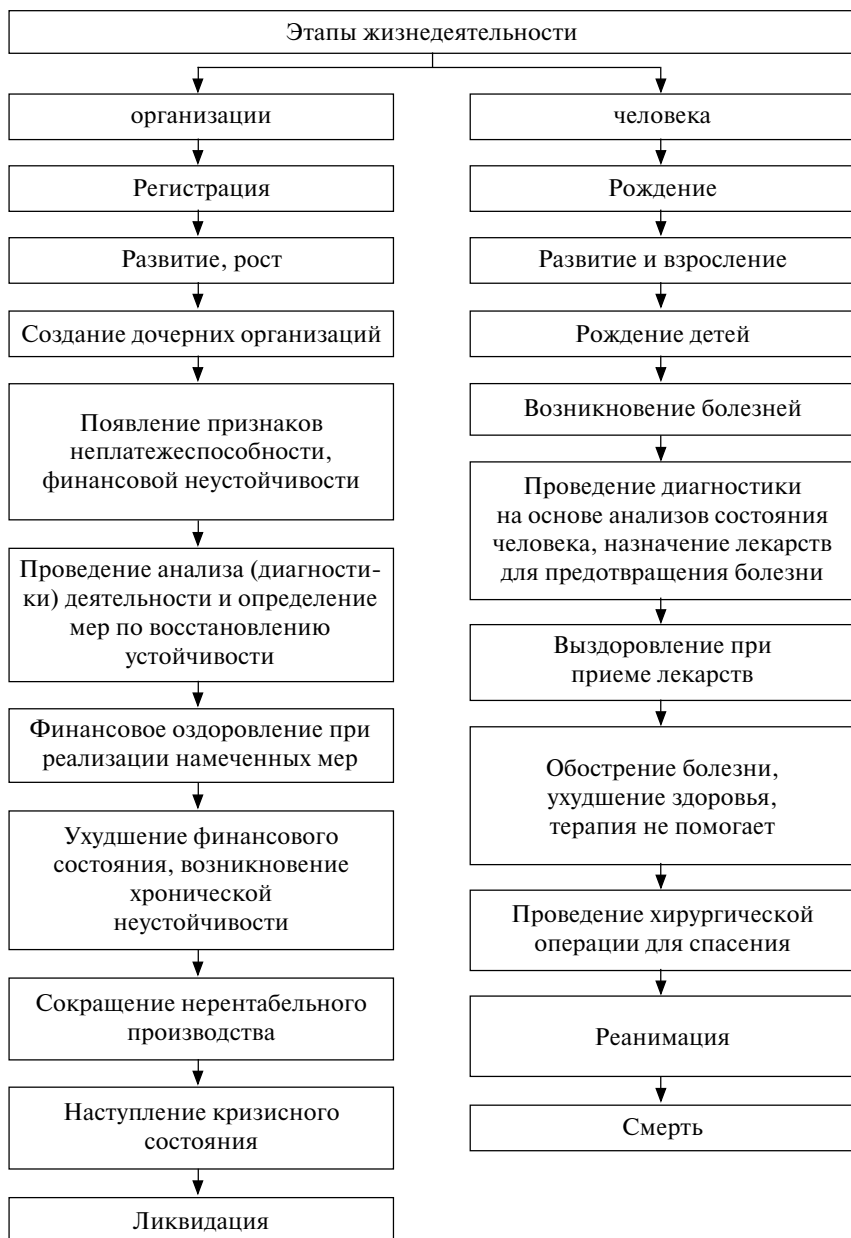 Этапы жизнедеятельности
организации
Регистрация
Развитие, рост
Создание дочерних организаций
Появление признаков
неплатежеспособности,
финансовой неустойчивости
Проведение анализа (диагности-
ки) деятельности и определение
мер по восстановлению
устойчивости
Финансовое оздоровление при
реализации намеченных мер
Ухудшение финансового
состояния, возникновение
хронической
неустойчивости
Сокращение нерентабельного
производства
Наступление кризисного
состояния
Ликвидация
человека
Рождение
Развитие и взросление
Рождение детей
Возникновение болезней
Проведение диагностики
на основе анализов состояния
человека, назначение лекарств
для предотвращения болезни
Выздоровление при
приеме лекарств
Обострение болезни,
ухудшение здоровья,
терапия не помогает
Проведение хирургической
операции для спасения
Реанимация
Смерть